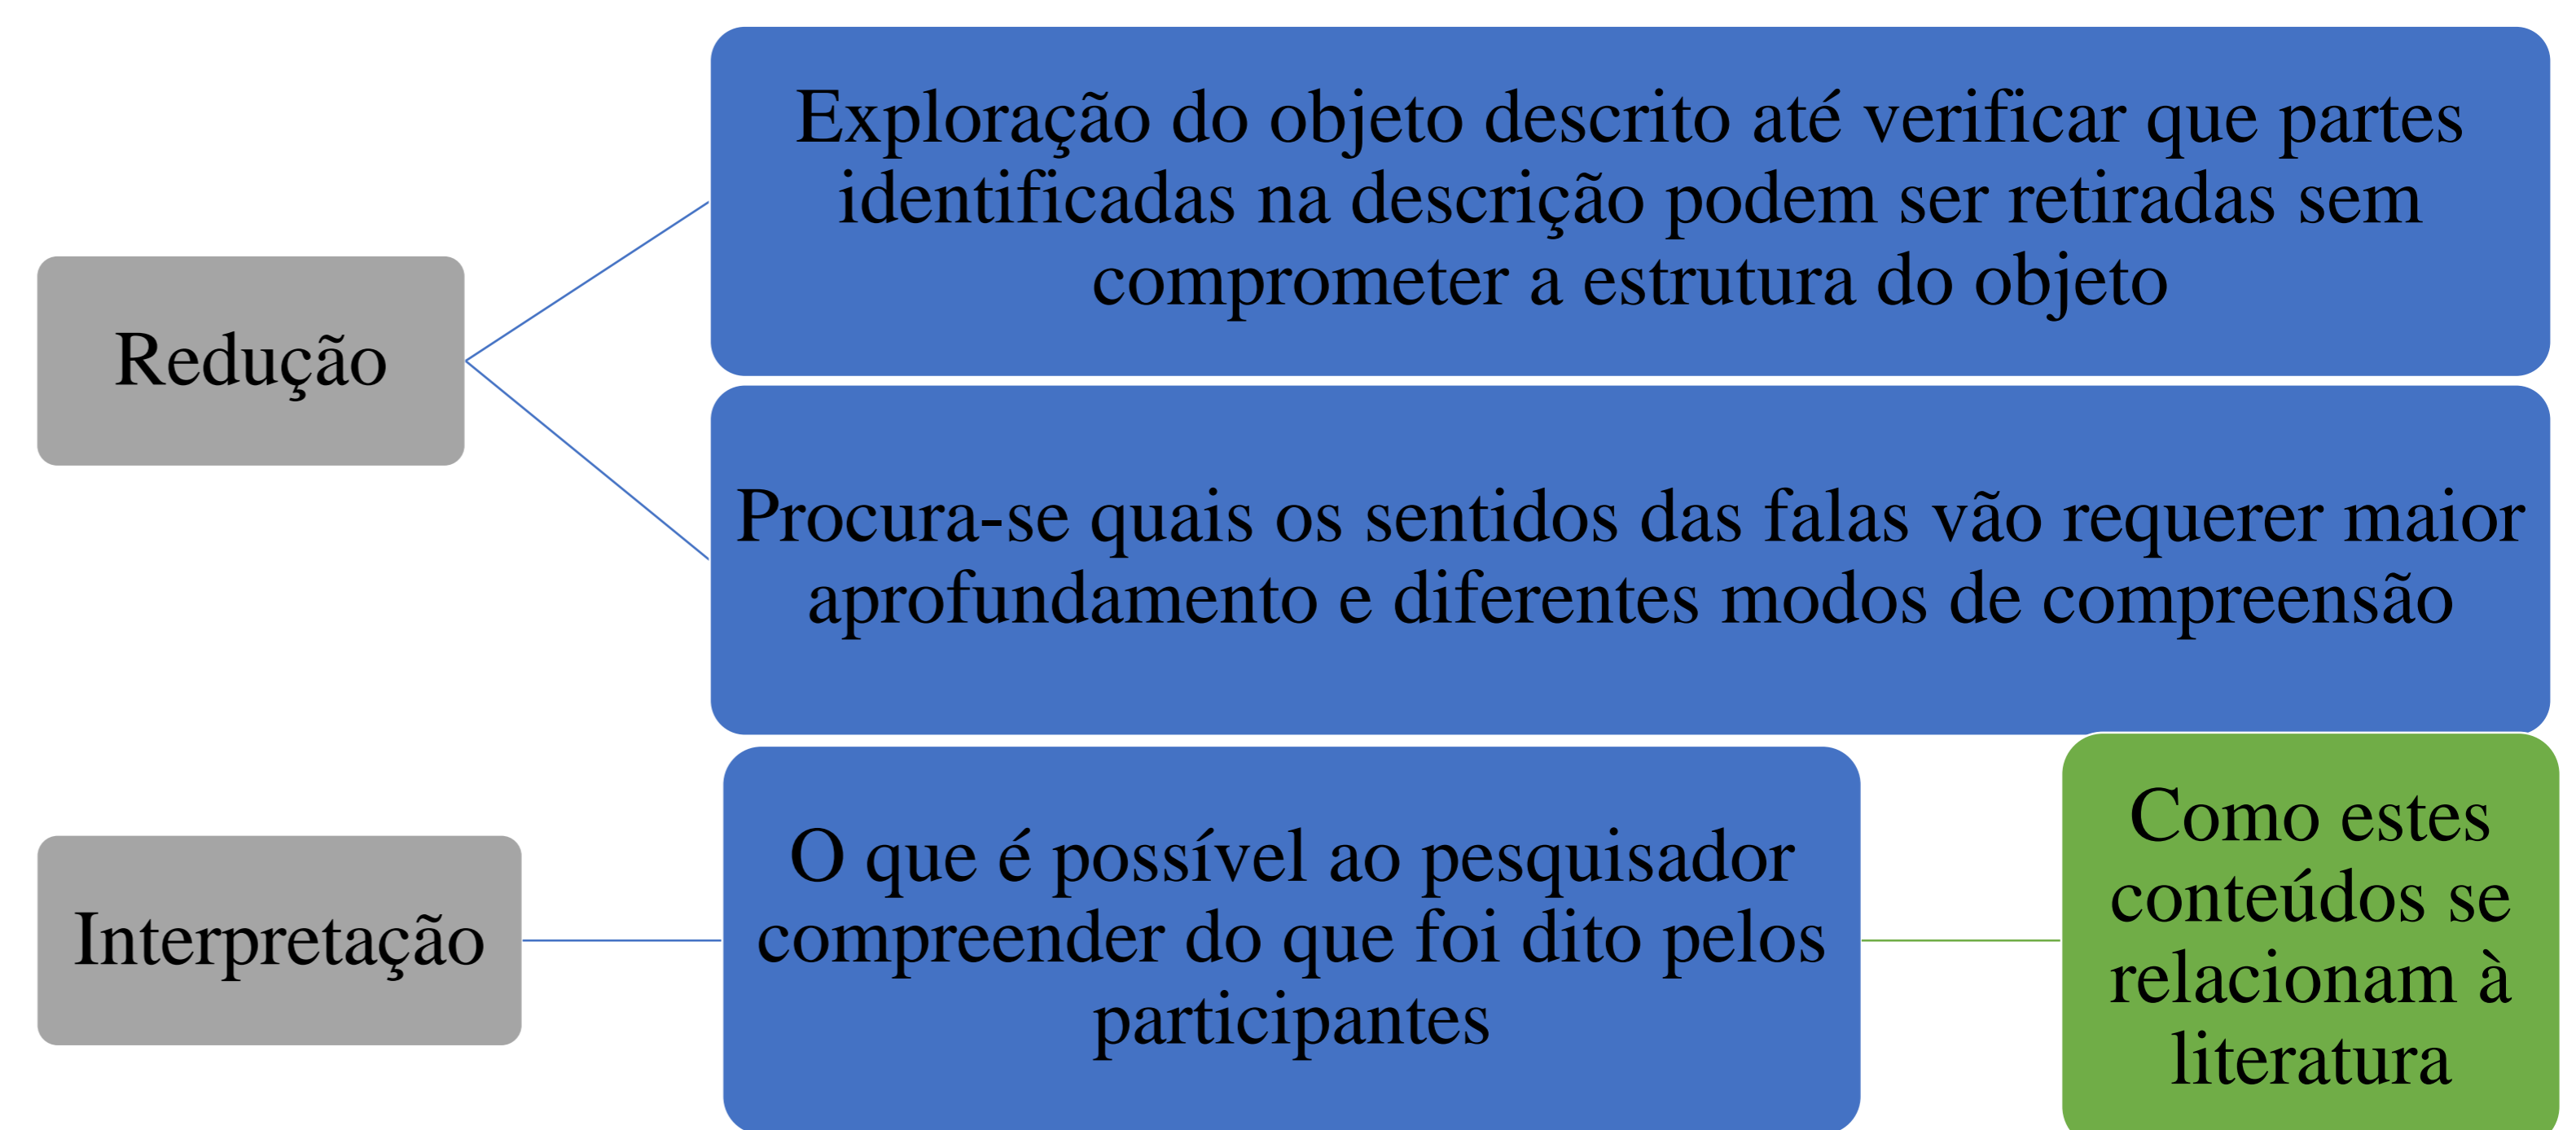 Redução
Exploração do objeto descrito até verificar que partes
identificadas na descrição podem ser retiradas sem
comprometer a estrutura do objeto
Procura-se quais os sentidos das falas vão requerer maior
aprofundamento e diferentes modos de compreensão
Interpretação
O que é possível ao pesquisador
compreender do que foi dito pelos
participantes
Como estes
conteúdos se
relacionam à
literatura